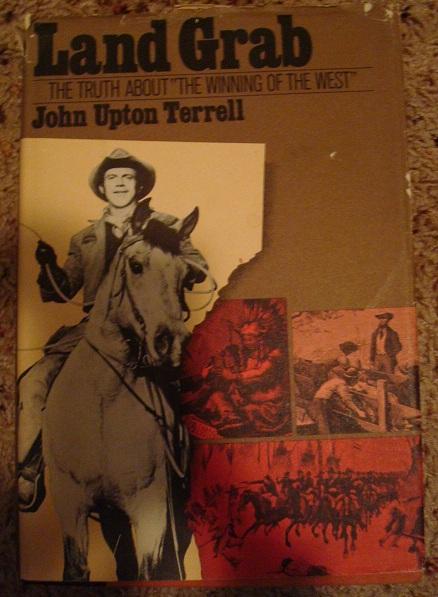 Land Grab
THE TRUTH ABOUT "THE WINNING OF THE WEST"
John Upton Terrell